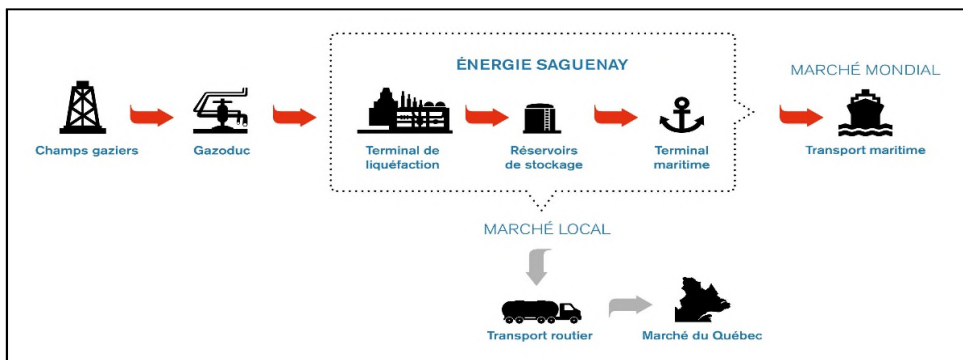 ÉNERGIE SAGUENAY
MARCHÉ MONDIAL
Champs gaziers
Gazoduc
Terminal de
liquéfaction
Réservoirs
de stockage
Terminal
maritime
Transport maritime
MARCHÉ LOCAL
Transport routier
Marché du Québec